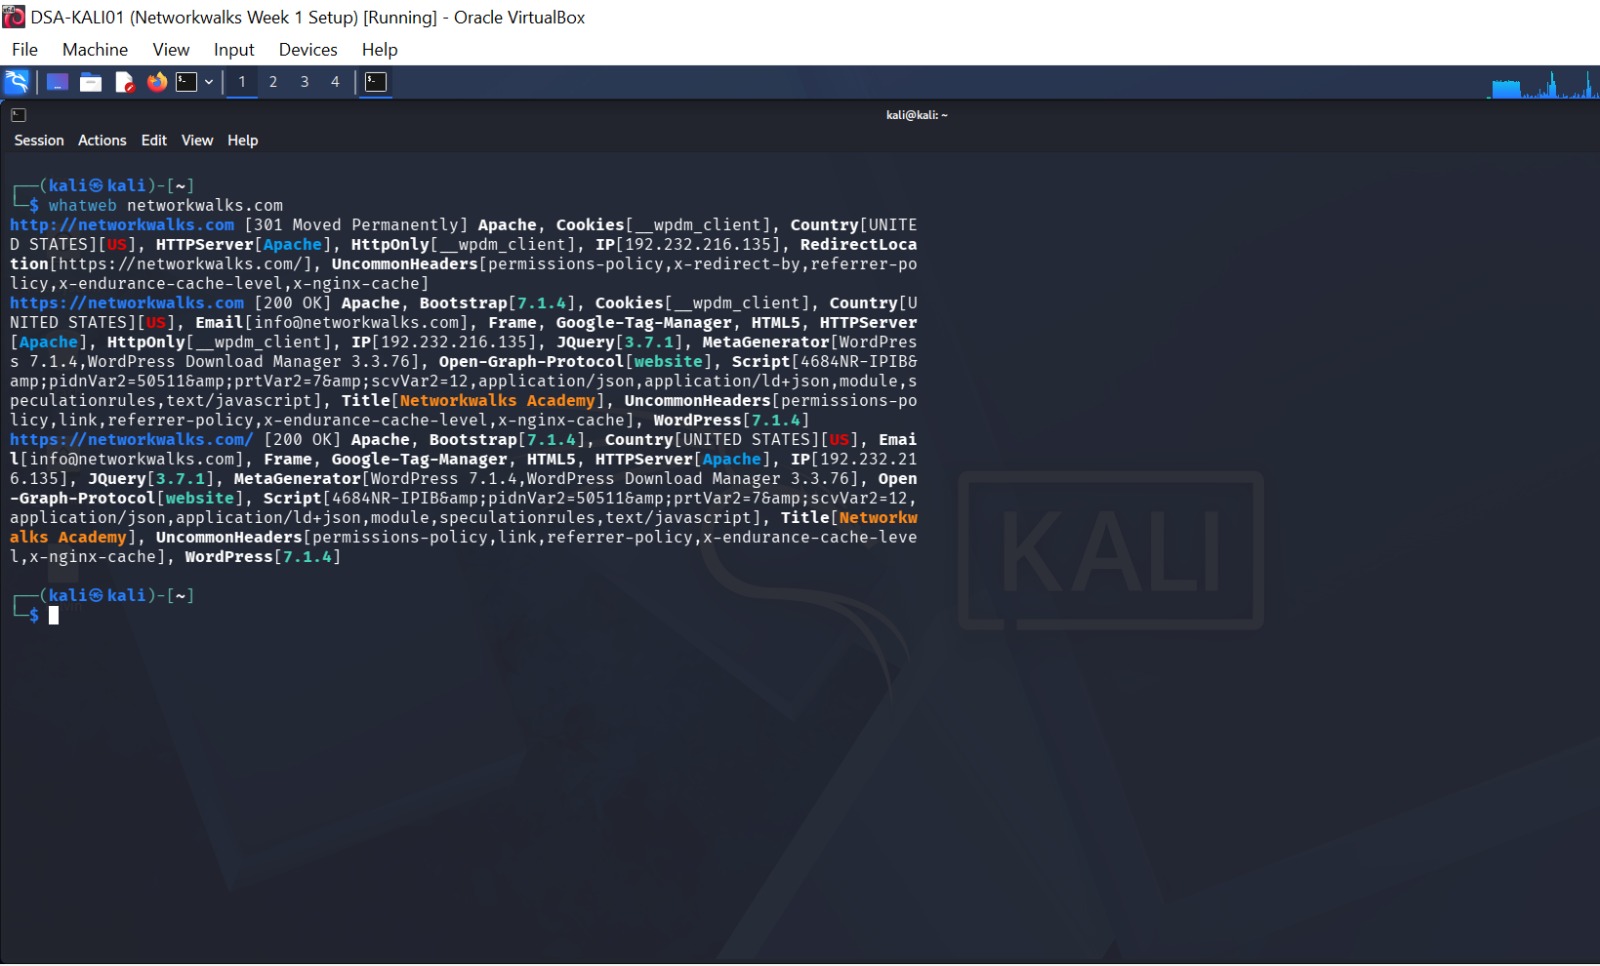 DSA-KALI01 (Networkwalks Week 1 Setup) [Running] - Oracle VirtualBox
File Machine View Input Devices Help
1 2 3 4
kali@kali: ~
Session Actions Edit View Help
┌──(kali㉿kali)-[~]
└─$ whatweb networkwalks.com
http://networkwalks.com [301 Moved Permanently] Apache, Cookies[__wpdm_client], Country[UNITE
D STATES][US], HTTPServer[Apache], HttpOnly[__wpdm_client], IP[192.232.216.135], RedirectLoca
tion[https://networkwalks.com/], UncommonHeaders[permissions-policy,x-redirect-by,referrer-po
licy,x-endurance-cache-level,x-nginx-cache]
https://networkwalks.com [200 OK] Apache, Bootstrap[7.1.4], Cookies[__wpdm_client], Country[U
NITED STATES][US], Email[info@networkwalks.com], Frame, Google-Tag-Manager, HTML5, HTTPServer
[Apache], HttpOnly[__wpdm_client], IP[192.232.216.135], JQuery[3.7.1], MetaGenerator[WordPres
s 7.1.4,WordPress Download Manager 3.3.76], Open-Graph-Protocol[website], Script[4684NR-IPIB&
amp;pidnVar2=50511&amp;prtVar2=7&amp;scvVar2=12,application/json,application/ld+json,module,s
peculationrules,text/javascript], Title[Networkwalks Academy], UncommonHeaders[permissions-po
licy,link,referrer-policy,x-endurance-cache-level,x-nginx-cache], WordPress[7.1.4]
https://networkwalks.com/ [200 OK] Apache, Bootstrap[7.1.4], Country[UNITED STATES][US], Emai
l[info@networkwalks.com], Frame, Google-Tag-Manager, HTML5, HTTPServer[Apache], IP[192.232.21
6.135], JQuery[3.7.1], MetaGenerator[WordPress 7.1.4,WordPress Download Manager 3.3.76], Open
-Graph-Protocol[website], Script[4684NR-IPIB&amp;pidnVar2=50511&amp;prtVar2=7&amp;scvVar2=12,
application/json,application/ld+json,module,speculationrules,text/javascript], Title[Networkw
alks Academy], UncommonHeaders[permissions-policy,link,referrer-policy,x-endurance-cache-leve
l,x-nginx-cache], WordPress[7.1.4]
┌──(kali㉿kali)-[~]
└─$
KALI